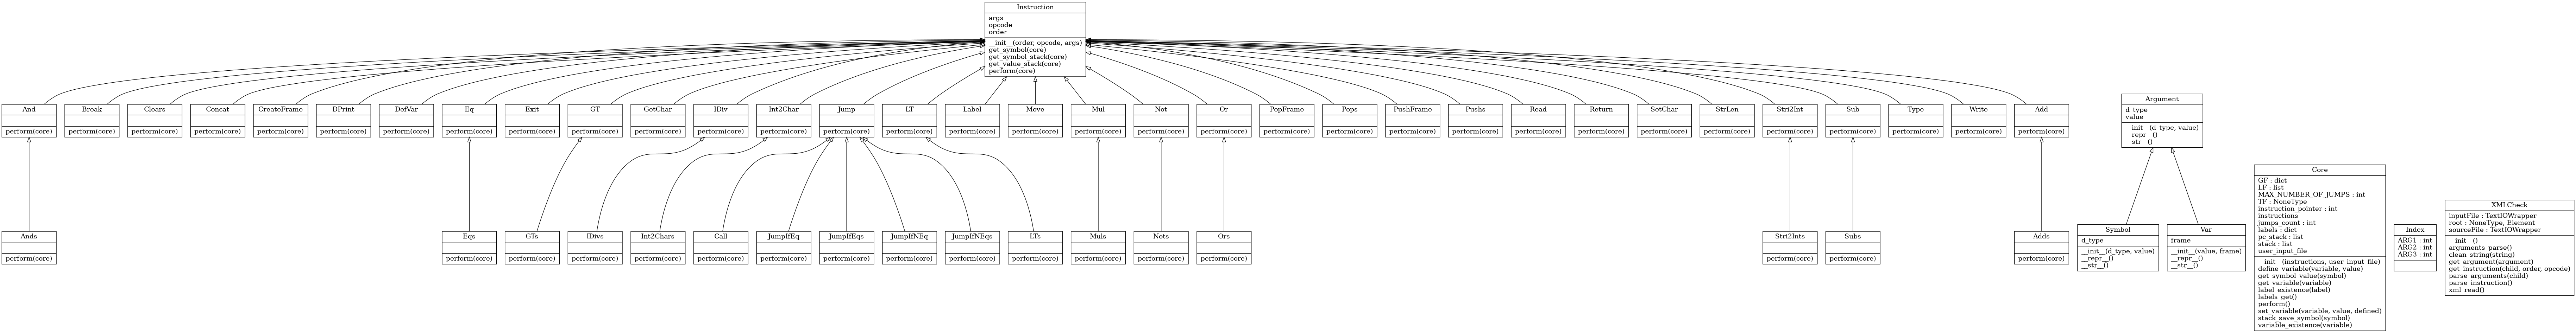 Instruction
args
opcode
order
__init__(order, opcode, args)
get_symbol(core)
get_symbol_stack(core)
get_value_stack(core)
perform(core)
And
perform(core)
Break
perform(core)
Clears
perform(core)
Concat
perform(core)
CreateFrame
perform(core)
DPrint
perform(core)
DefVar
perform(core)
Eq
perform(core)
Exit
perform(core)
GT
perform(core)
GetChar
perform(core)
IDiv
perform(core)
Int2Char
perform(core)
Jump
perform(core)
LT
perform(core)
Label
perform(core)
Move
perform(core)
Mul
perform(core)
Not
perform(core)
Or
perform(core)
PopFrame
perform(core)
Pops
perform(core)
PushFrame
perform(core)
Pushs
perform(core)
Read
perform(core)
Return
perform(core)
SetChar
perform(core)
StrLen
perform(core)
Stri2Int
perform(core)
Sub
perform(core)
Type
perform(core)
Write
perform(core)
Add
perform(core)
Argument
d_type
value
__init__(d_type, value)
__repr__()
__str__()
Ands
perform(core)
Eqs
perform(core)
GTs
perform(core)
IDivs
perform(core)
Int2Chars
perform(core)
Call
perform(core)
JumpIfEq
perform(core)
JumpIfEqs
perform(core)
JumpIfNEq
perform(core)
JumpIfNEqs
perform(core)
LTs
perform(core)
Muls
perform(core)
Nots
perform(core)
Ors
perform(core)
Stri2Ints
perform(core)
Subs
perform(core)
Adds
perform(core)
Symbol
d_type
__init__(d_type, value)
__repr__()
__str__()
Var
frame
__init__(value, frame)
__repr__()
__str__()
Core
GF : dict
LF : list
MAX_NUMBER_OF_JUMPS : int
TF : NoneType
instruction_pointer : int
instructions
jumps_count : int
labels : dict
pc_stack : list
stack : list
user_input_file
__init__(instructions, user_input_file)
define_variable(variable, value)
get_symbol_value(symbol)
get_variable(variable)
label_existence(label)
labels_get()
perform()
set_variable(variable, value, defined)
stack_save_symbol(symbol)
variable_existence(variable)
Index
ARG1 : int
ARG2 : int
ARG3 : int
XMLCheck
inputFile : TextIOWrapper
root : NoneType, Element
sourceFile : TextIOWrapper
__init__()
arguments_parse()
clean_string(string)
get_argument(argument)
get_instruction(child, order, opcode)
parse_arguments(child)
parse_instruction()
xml_read()